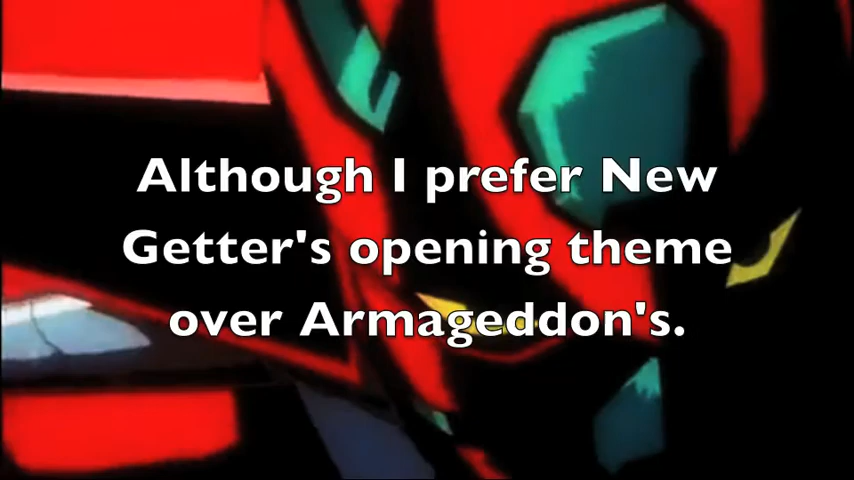 Although I prefer New
Getter's opening theme
over Armageddon's.